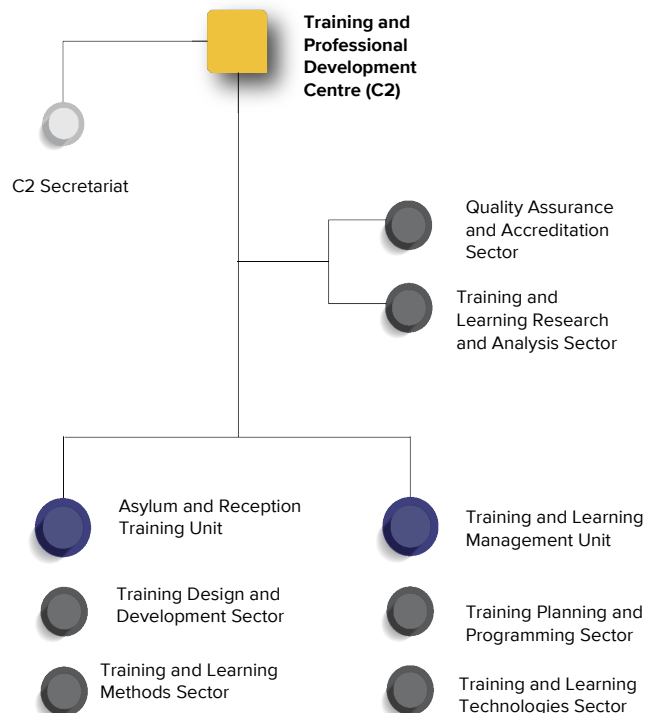 Training and
Professional
Development
Centre (C2)
C2 Secretariat
Quality Assurance
and Accreditation
Sector
Training and
Learning Research
and Analysis Sector
Asylum and Reception
Training Unit
Training and Learning
Management Unit
Training Design and
Development Sector
Training Planning and
Programming Sector
Training and Learning
Methods Sector
Training and Learning
Technologies Sector